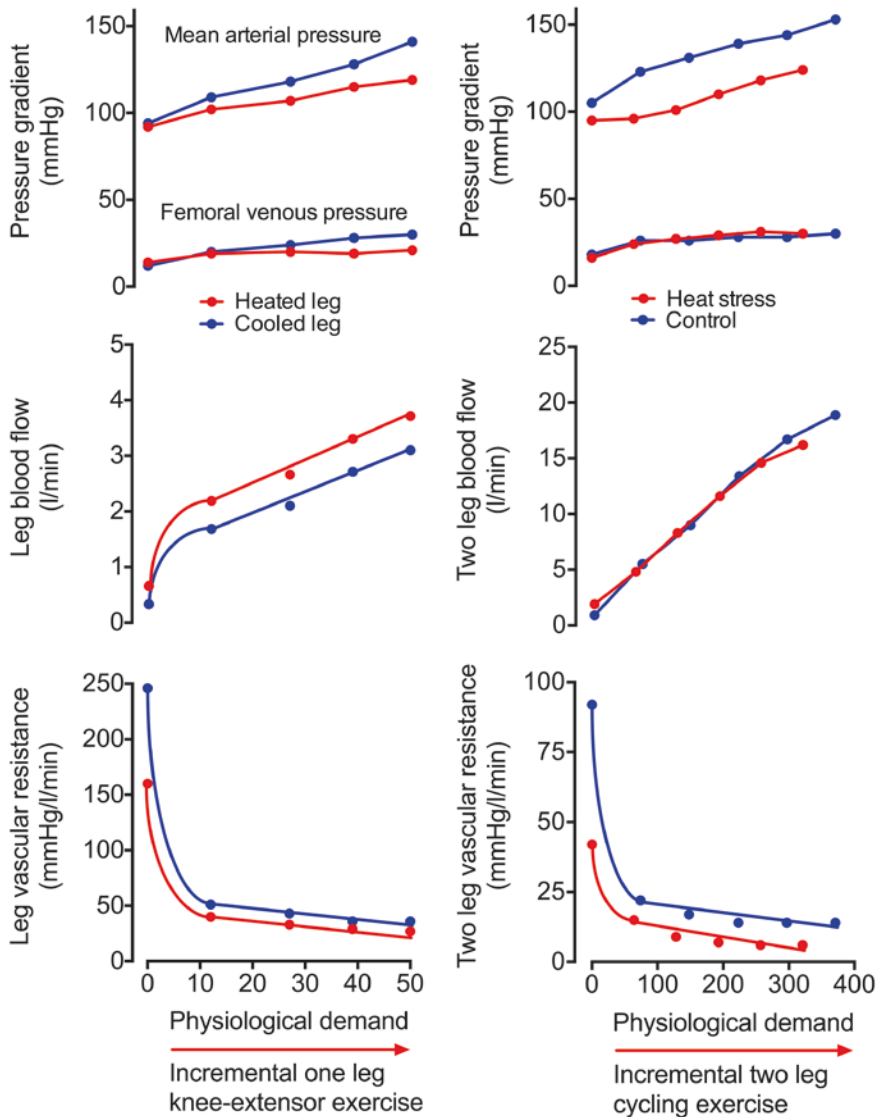 Pressure gradient
(mmHg)
150
100
50
0
Mean arterial pressure
Femoral venous pressure
Heated leg
Cooled leg
Pressure gradient
(mmHg)
150
100
50
0
Heat stress
Control
Leg blood flow
(l/min)
5
4
3
2
1
0
Two leg blood flow
(l/min)
25
20
15
10
5
0
Leg vascular resistance
(mmHg/l/min)
250
200
150
100
50
0
0 10 20 30 40 50
Physiological demand
Incremental one leg
knee-extensor exercise
Two leg vascular resistance
(mmHg/l/min)
100
75
50
25
0
0 100 200 300 400
Physiological demand
Incremental two leg
cycling exercise